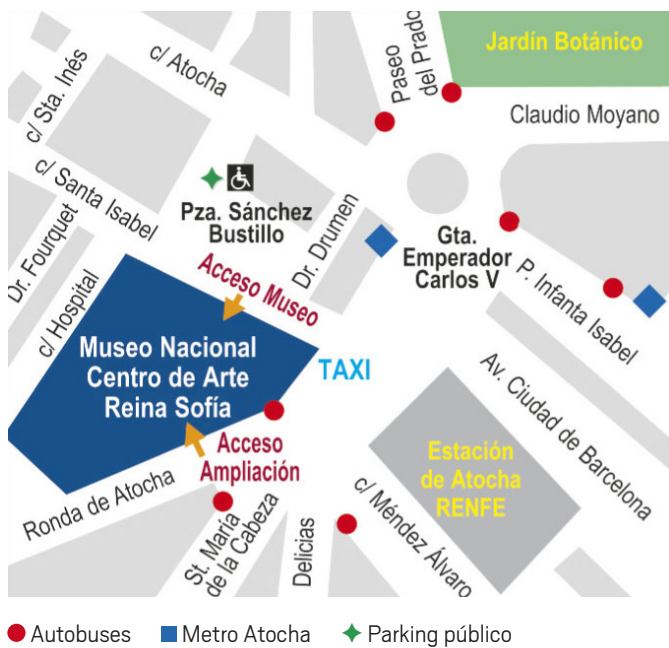 Jardín Botánico
Paseo
del Prado
c/ Atocha
c/ Sta. Inés
Claudio Moyano
c/ Santa Isabel
Pza. Sánchez
Bustillo
Dr. Drumen
Gta.
Emperador
Carlos V
Dr. Fourquet
c/ Hospital
Acceso Museo
P. Infanta Isabel
Museo Nacional
Centro de Arte
Reina Sofía
TAXI
Av. Ciudad de Barcelona
Acceso
Ampliación
Estación
de Atocha
RENFE
Ronda de Atocha
St. María
de la Cabeza
Delicias
c/ Méndez Álvaro
Autobuses
Metro Atocha
Parking público